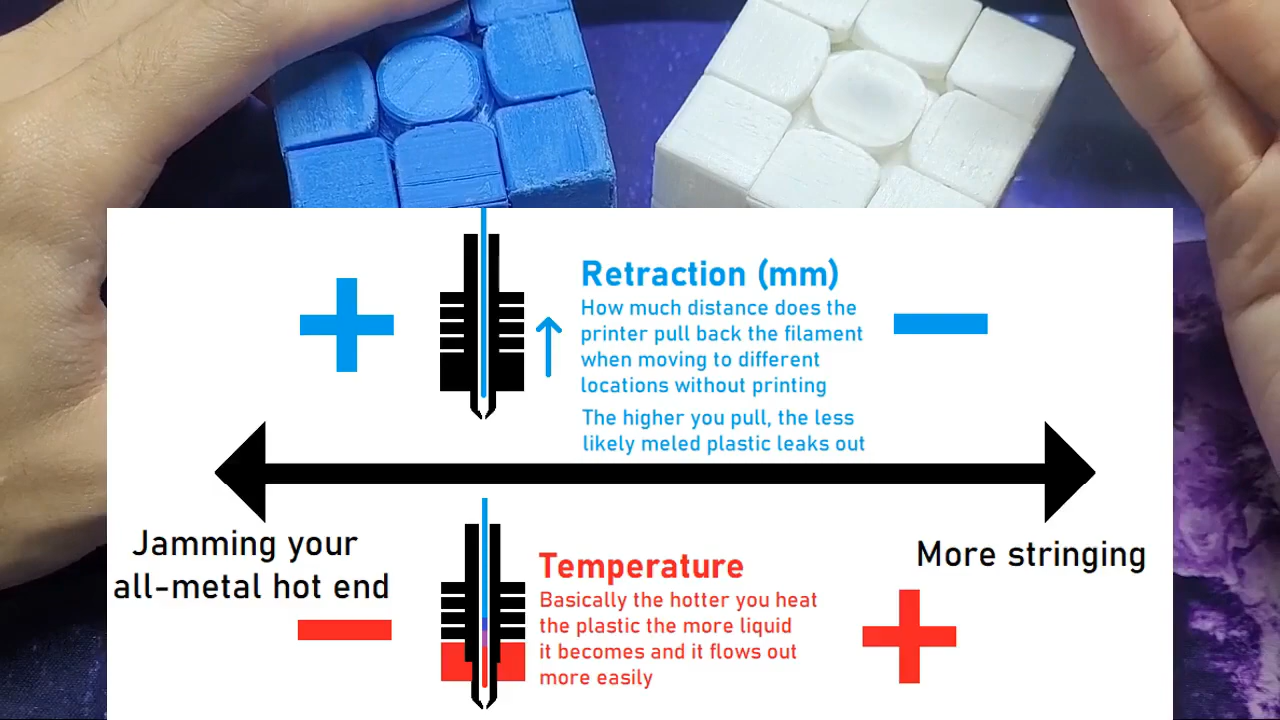 Retraction (mm)
How much distance does the
printer pull back the filament
when moving to different
locations without printing
The higher you pull, the less
likely meled plastic leaks out
Jamming your
all-metal hot end
More stringing
Temperature
Basically the hotter you heat
the plastic the more liquid
it becomes and it flows out
more easily